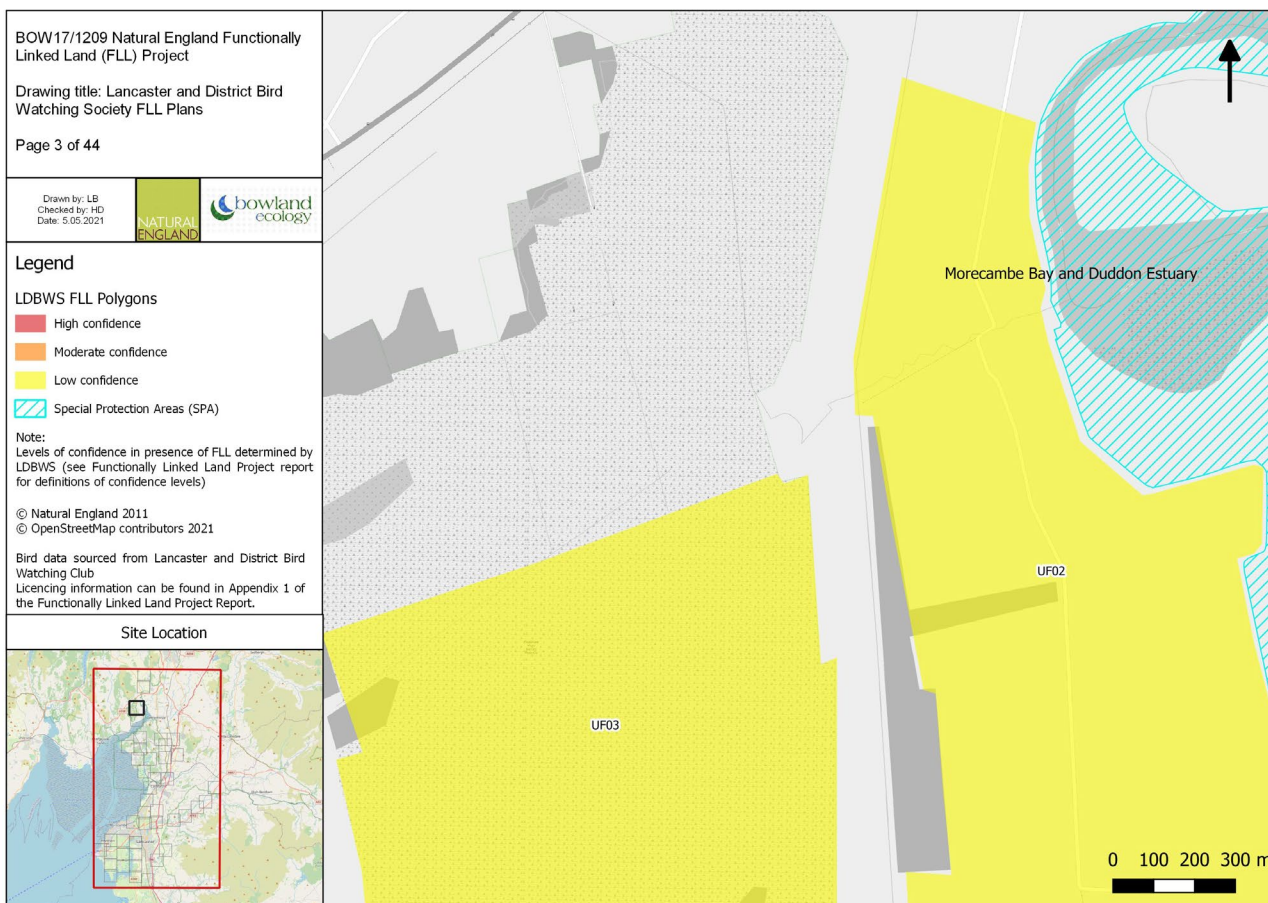 BOW17/1209 Natural England Functionally
Linked Land (FLL) Project
Drawing title: Lancaster and District Bird
Watching Society FLL Plans
Page 3 of 44
Drawn by: LB
Checked by: HD
Date: 5.05.2021
NATURAL
ENGLAND
bowland
ecology
Legend
LDBWS FLL Polygons
High confidence
Moderate confidence
Low confidence
Special Protection Areas (SPA)
Note:
Levels of confidence in presence of FLL determined by
LDBWS (see Functionally Linked Land Project report
for definitions of confidence levels)
© Natural England 2011
© OpenStreetMap contributors 2021
Bird data sourced from Lancaster and District Bird
Watching Club
Licencing information can be found in Appendix 1 of
the Functionally Linked Land Project Report.
Site Location
Morecambe Bay and Duddon Estuary
UF02
UF03
0 100 200 300 m